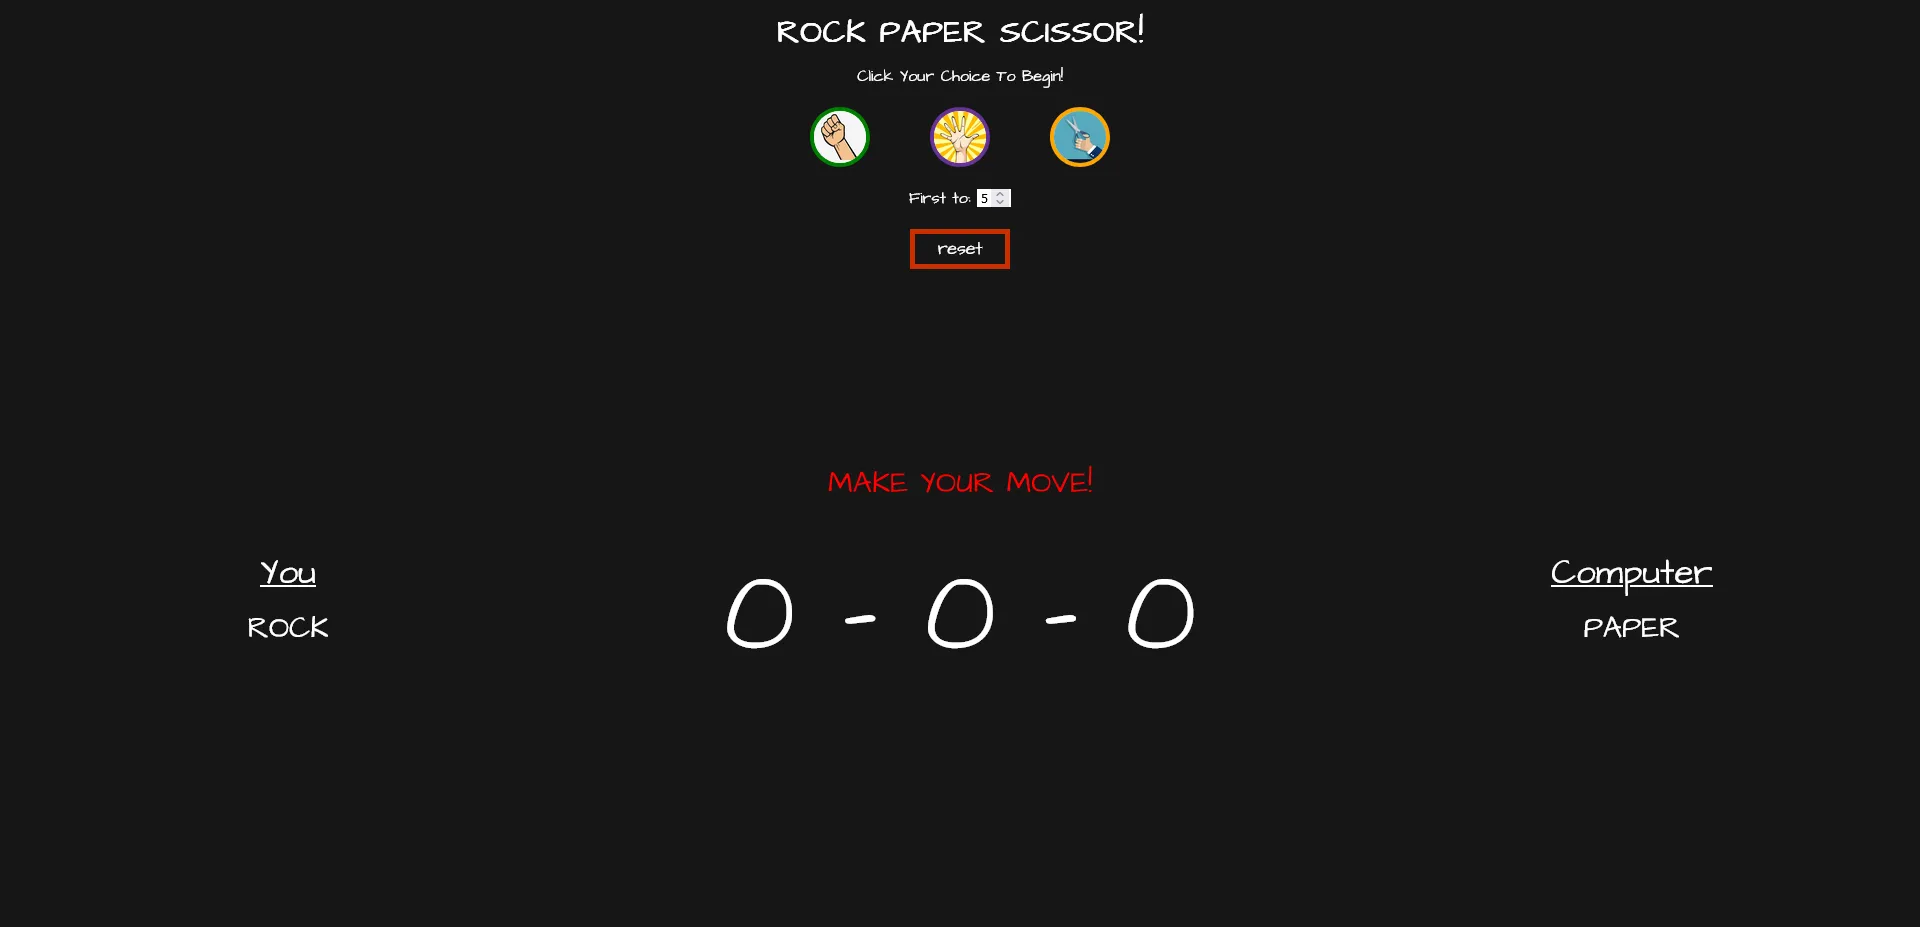 ROCK PAPER SCISSOR!
Click Your Choice To Begin!
First to: 5
reset
MAKE YOUR MOVE!
You
ROCK
0 - 0 - 0
Computer
PAPER